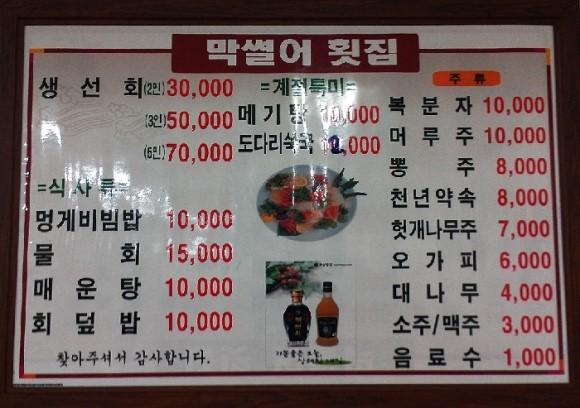 막썰어 횟집
생선회 (2인) 30,000
(3인) 50,000
(6인) 70,000
=식사류=
멍게비빔밥 10,000
물회 15,000
매운탕 10,000
회덮밥 10,000
찾아주셔서 감사합니다.
=계절특미=
메기탕 10,000
도다리쑥국
주류
복분자 10,000
머루주 10,000
뽕주 8,000
천년약속 8,000
헛개나무주 7,000
오가피 6,000
대나무 4,000
소주/맥주 3,000
음료수 1,000